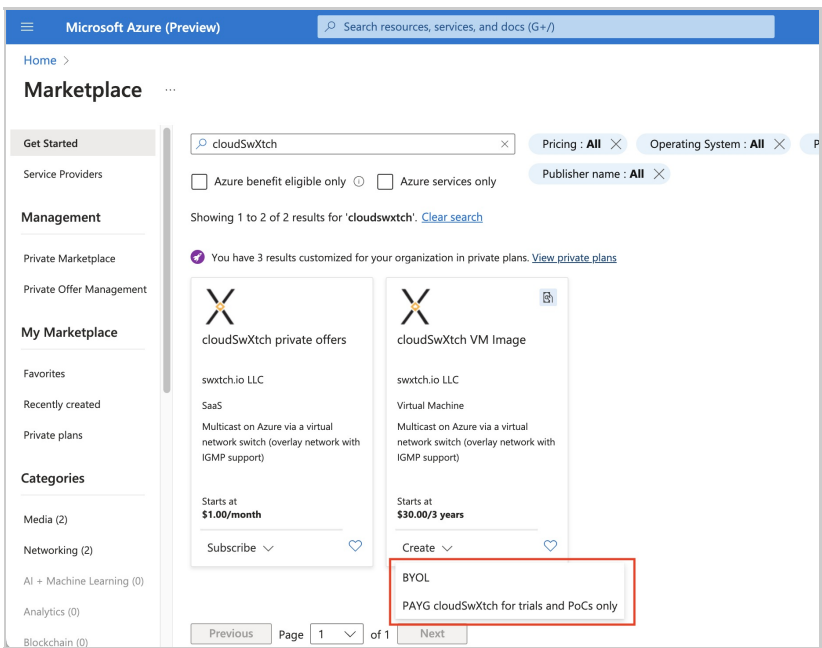 Microsoft Azure (Preview)
Search resources, services, and docs (G+/)
Home >
Marketplace ...
Get Started
Service Providers
Management
Private Marketplace
Private Offer Management
My Marketplace
Favorites
Recently created
Private plans
Categories
Media (2)
Networking (2)
AI + Machine Learning (0)
Analytics (0)
Blockchain (0)
cloudSwXtch
Pricing : All
Operating System : All
P
Azure benefit eligible only
Azure services only
Publisher name : All
Showing 1 to 2 of 2 results for 'cloudswxtch'. Clear search
You have 3 results customized for your organization in private plans. View private plans
cloudSwXtch private offers
swxtch.io LLC
SaaS
Multicast on Azure via a virtual
network switch (overlay network with
IGMP support)
Starts at
$1.00/month
Subscribe
cloudSwXtch VM Image
swxtch.io LLC
Virtual Machine
Multicast on Azure via a virtual
network switch (overlay network with
IGMP support)
Starts at
$30.00/3 years
Create
BYOL
PAYG cloudSwXtch for trials and PoCs only
Previous Page 1 of 1 Next